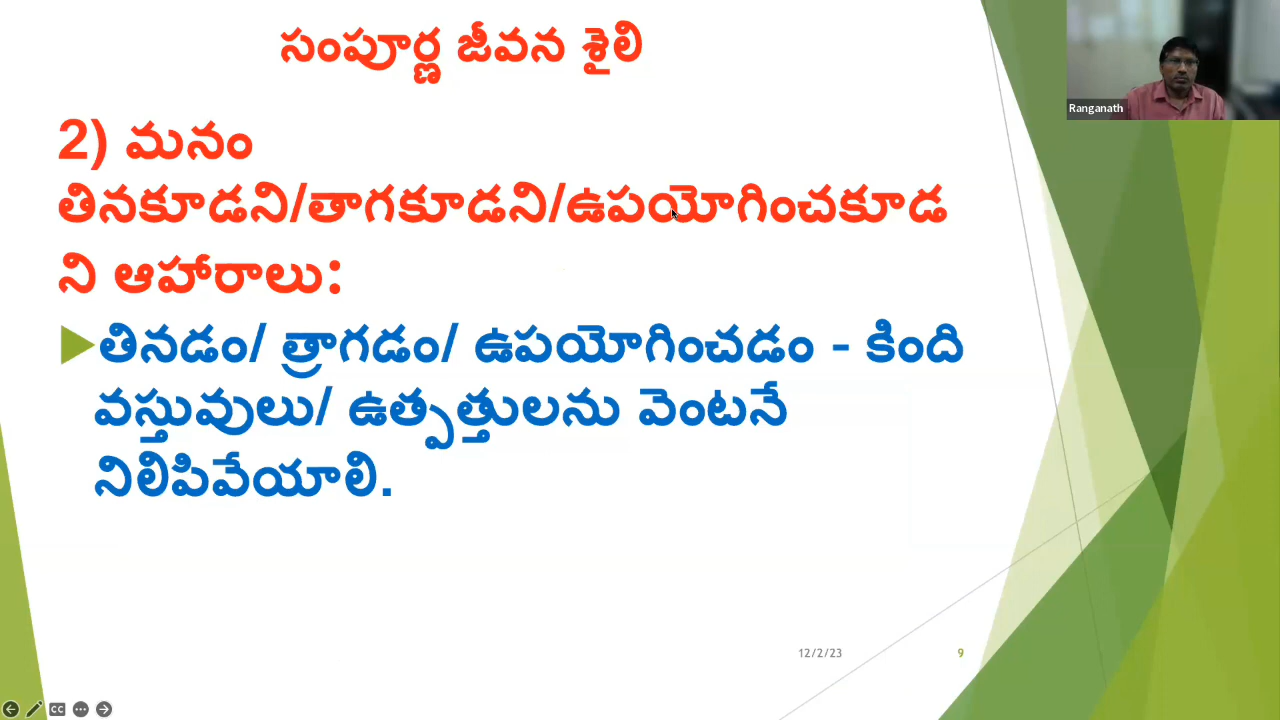 సంపూర్ణ జీవన శైలి
Ranganath
2) మనం
తినకూడని/తాగకూడని/ఉపయోగించకూడ
ని ఆహారాలు:
తినడం/ త్రాగడం/ ఉపయోగించడం - కింది
వస్తువులు/ ఉత్పత్తులను వెంటనే
నిలిపివేయాలి.
12/2/23
9
CC